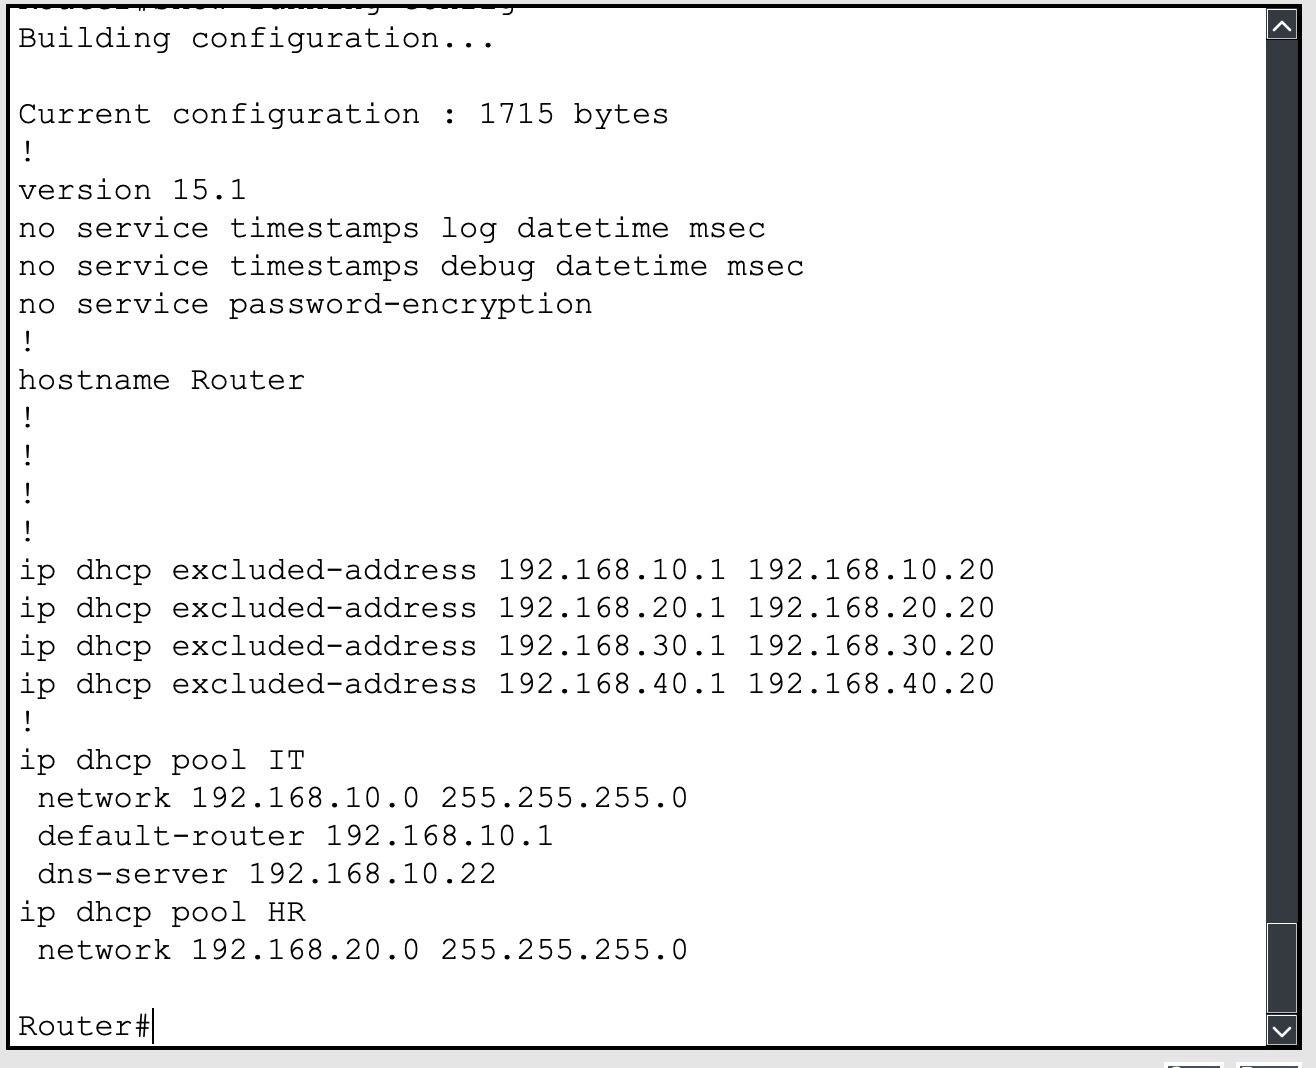 Building configuration...
Current configuration : 1715 bytes
!
version 15.1
no service timestamps log datetime msec
no service timestamps debug datetime msec
no service password-encryption
!
hostname Router
!
!
!
!
ip dhcp excluded-address 192.168.10.1 192.168.10.20
ip dhcp excluded-address 192.168.20.1 192.168.20.20
ip dhcp excluded-address 192.168.30.1 192.168.30.20
ip dhcp excluded-address 192.168.40.1 192.168.40.20
!
ip dhcp pool IT
 network 192.168.10.0 255.255.255.0
 default-router 192.168.10.1
 dns-server 192.168.10.22
ip dhcp pool HR
 network 192.168.20.0 255.255.255.0
Router#